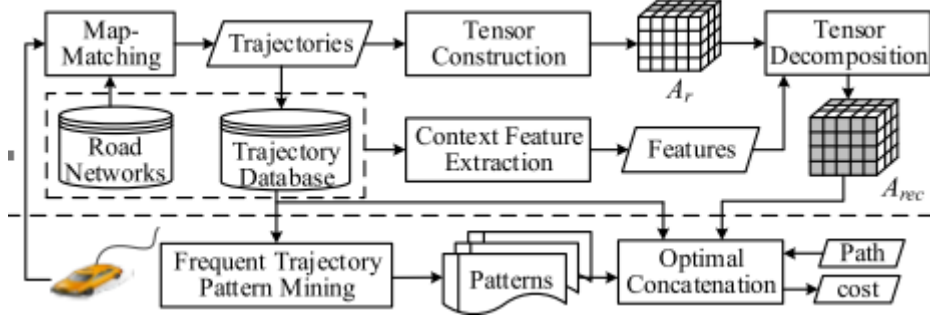 Map-
Matching
Trajectories
Tensor
Construction
A_r
Tensor
Decomposition
Road
Networks
Trajectory
Database
Context Feature
Extraction
Features
A_rec
Frequent Trajectory
Pattern Mining
Patterns
Optimal
Concatenation
Path
cost